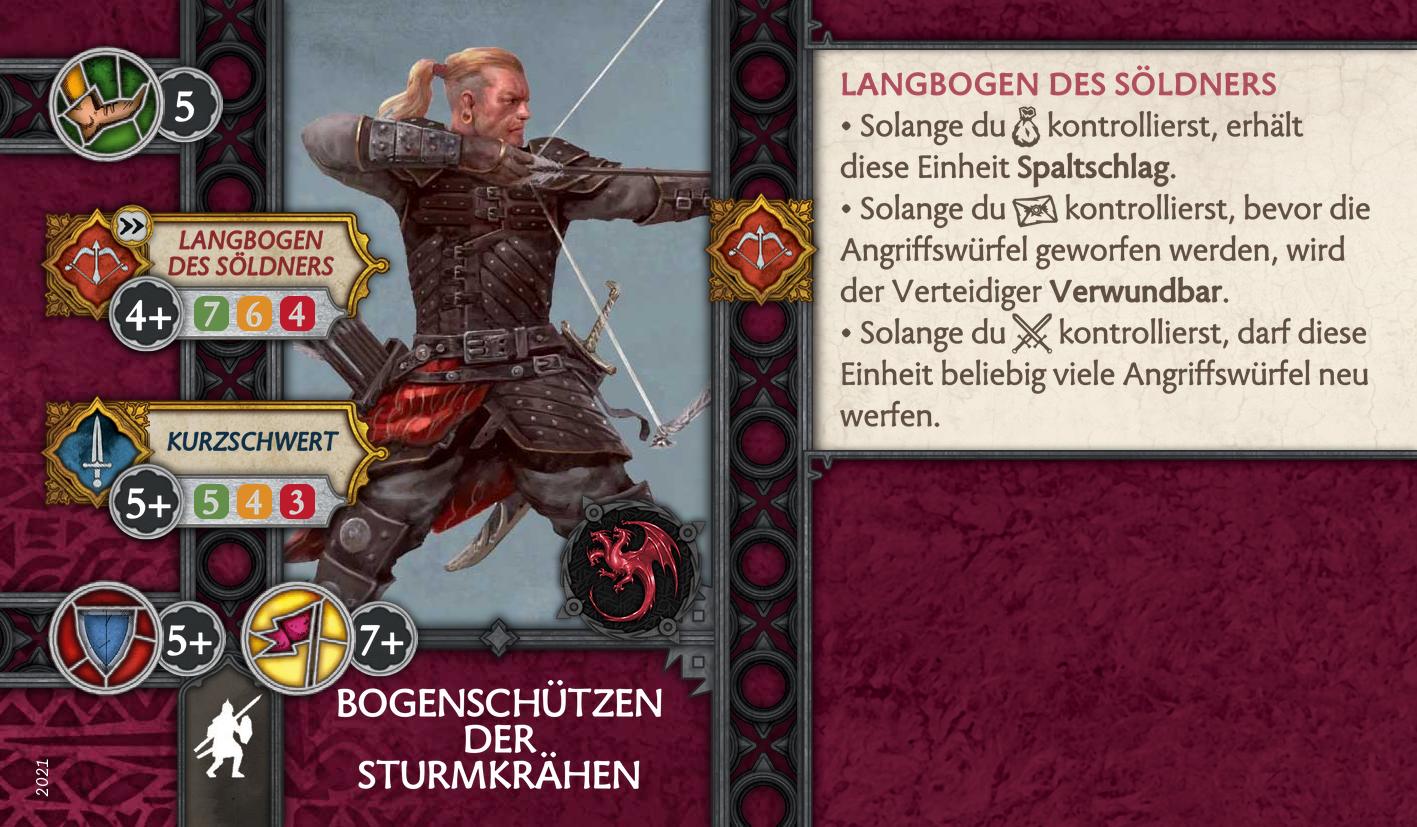 5
LANGBOGEN
DES SÖLDNERS
4+ 7 6 4
KURZSCHWERT
5+ 5 4 3
5+ 7+
BOGENSCHÜTZEN
DER
STURMKRÄHEN
2021
LANGBOGEN DES SÖLDNERS
• Solange du kontrollierst, erhält
diese Einheit Spaltschlag.
• Solange du kontrollierst, bevor die
Angriffswürfel geworfen werden, wird
der Verteidiger Verwundbar.
• Solange du kontrollierst, darf diese
Einheit beliebig viele Angriffswürfel neu
werfen.